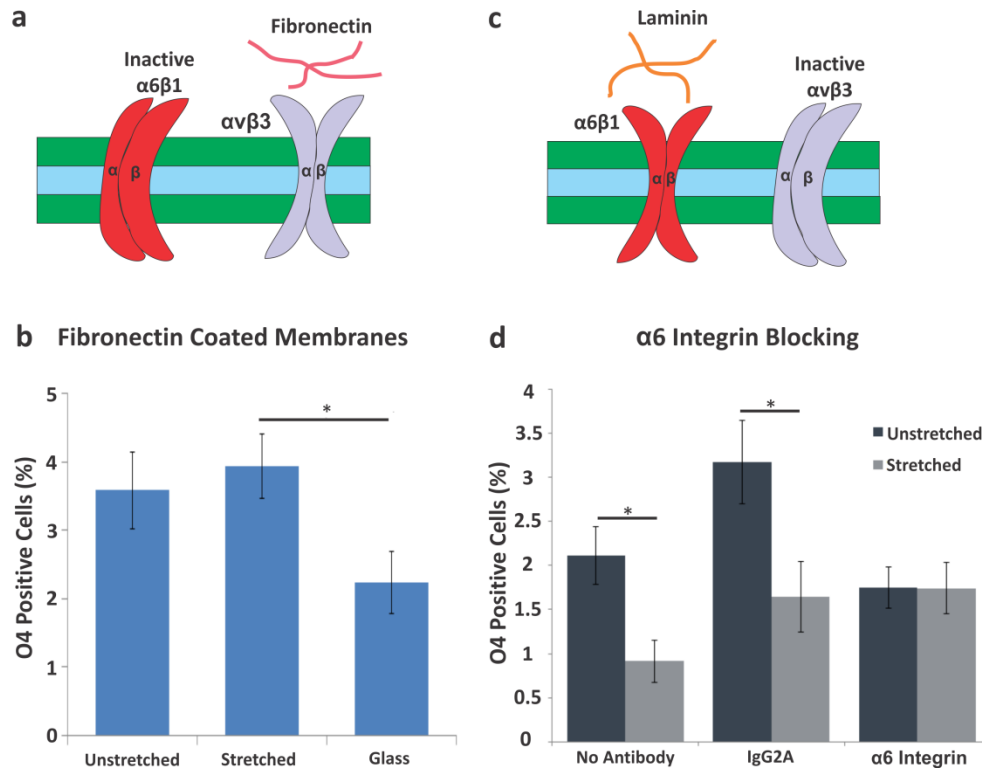 a
Fibronectin
Inactive
α6β1
αvβ3
α
β
α
β
c
Laminin
Inactive
αvβ3
α6β1
α
β
α
β
b Fibronectin Coated Membranes
5
4
3
2
1
0
O4 Positive Cells (%)
*
Unstretched
Stretched
Glass
d α6 Integrin Blocking
4
3.5
3
2.5
2
1.5
1
0.5
0
O4 Positive Cells (%)
*
*
Unstretched
Stretched
No Antibody
IgG2A
α6 Integrin